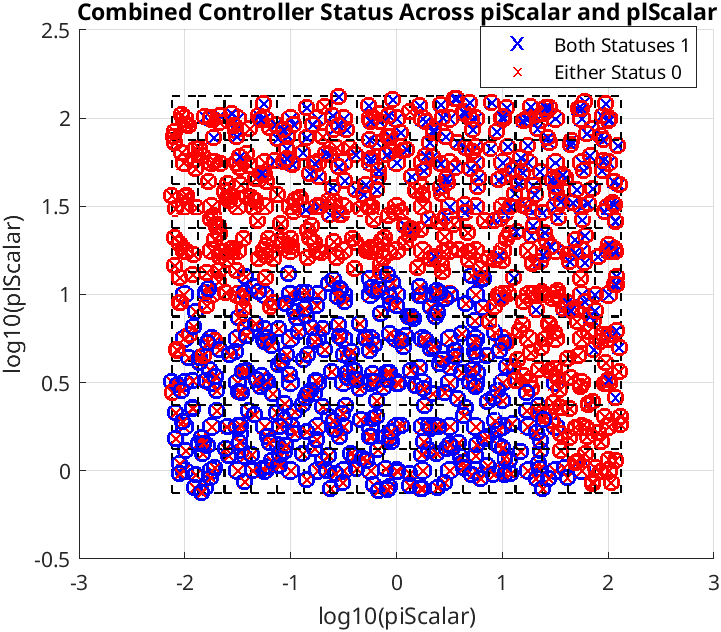 Combined Controller Status Across piScalar and plScalar
Both Statuses 1
Either Status 0
2.5
2
1.5
1
0.5
0
-0.5
log10(plScalar)
-3
-2
-1
0
1
2
3
log10(piScalar)